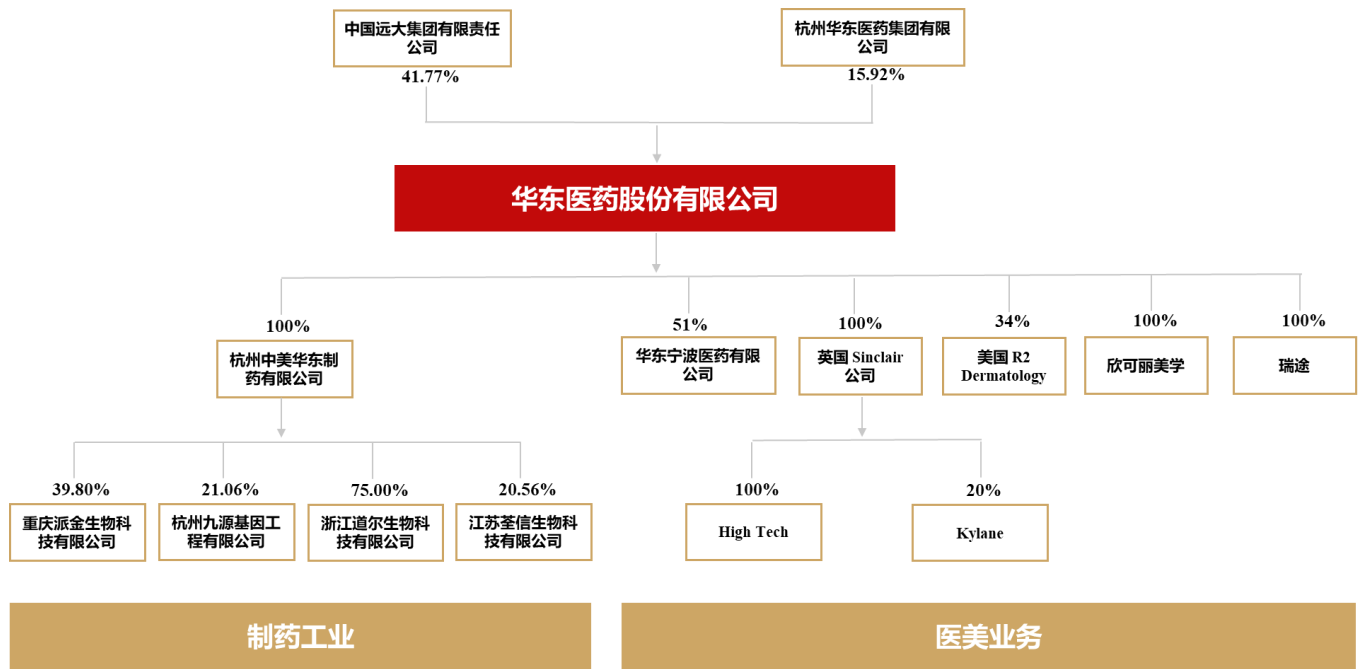 中国远大集团有限责任
公司
41.77%
杭州华东医药集团有限
公司
15.92%
华东医药股份有限公司
100%
杭州中美华东制
药有限公司
51%
华东宁波医药有限
公司
100%
英国 Sinclair
公司
34%
美国 R2
Dermatology
100%
欣可丽美学
100%
瑞途
39.80%
重庆派金生物科
技有限公司
21.06%
杭州九源基因工
程有限公司
75.00%
浙江道尔生物科
技有限公司
20.56%
江苏荃信生物科
技有限公司
100%
High Tech
20%
Kylane
制药工业
医美业务